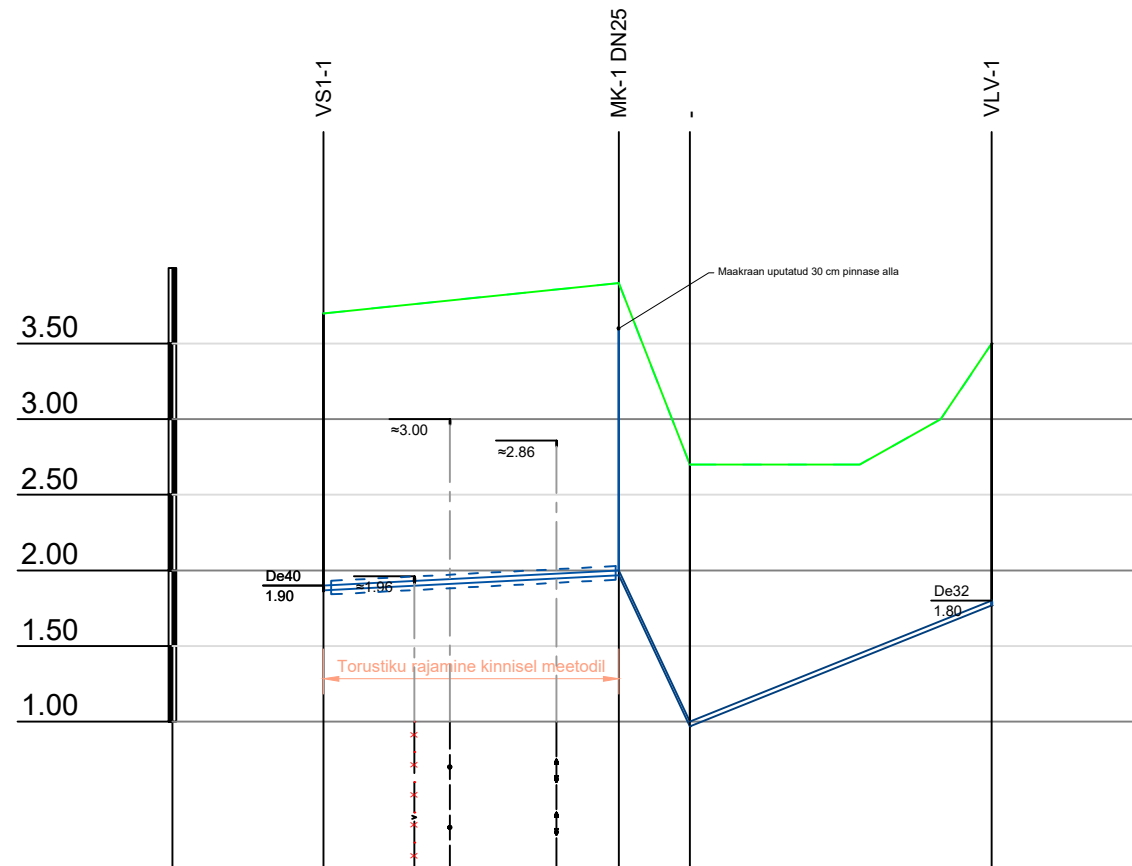 VS1-1
MK-1 DN25
-
VLV-1
Maakraan uputatud 30 cm pinnase alla
3.50
3.00
≈3.00
≈2.86
2.50
2.00
De40
1.90
≈1.96
De32
1.80
1.50
Torustiku rajamine kinnisel meetodil
1.00